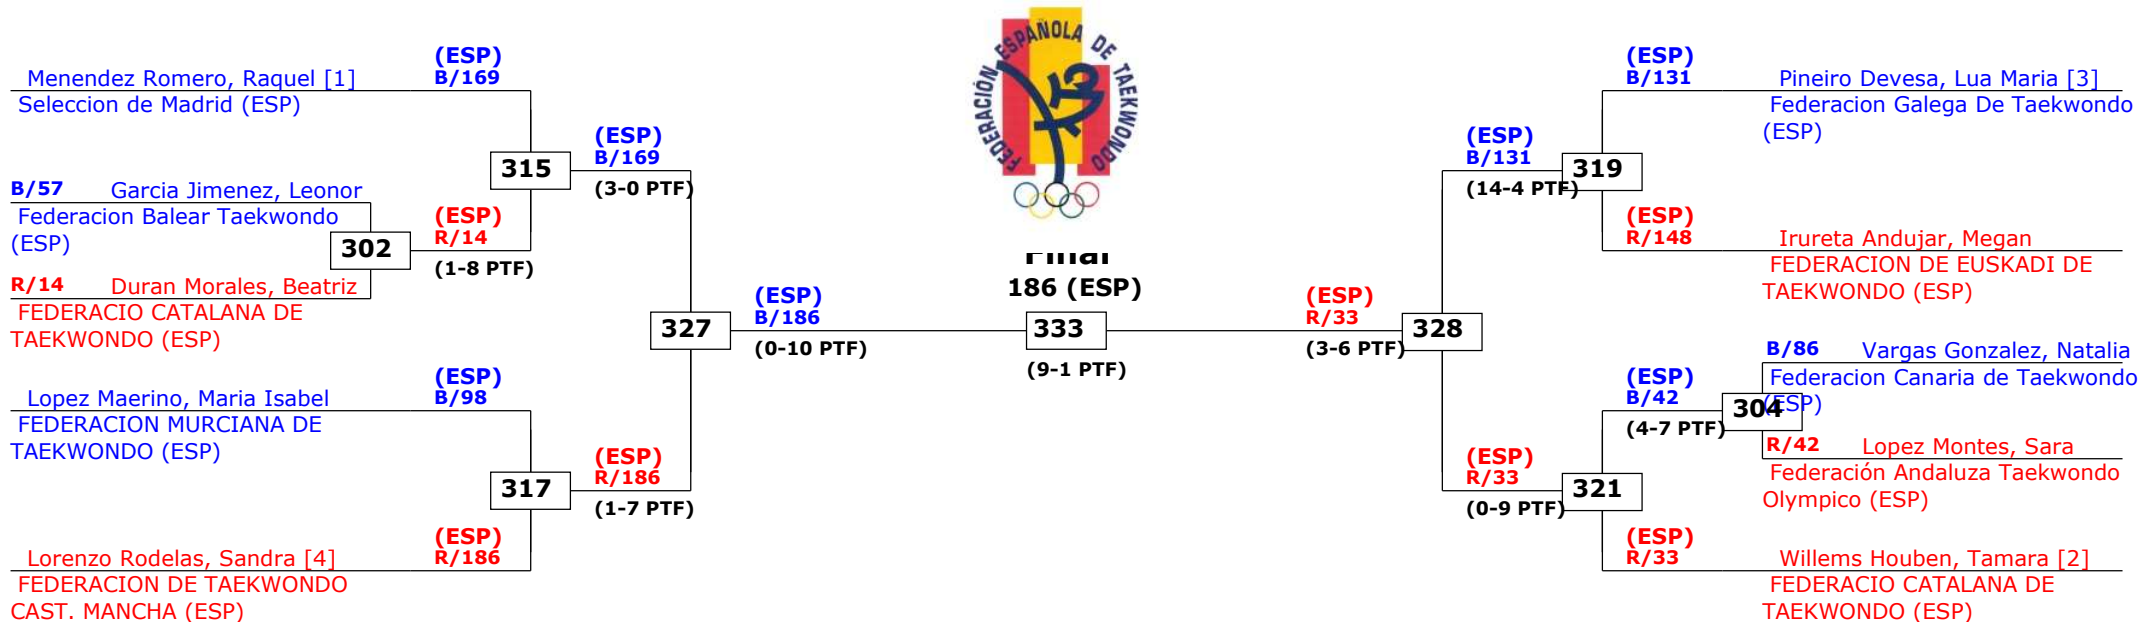 (ESP)
B/169
Menendez Romero, Raquel [1]
Seleccion de Madrid (ESP)
B/57
Garcia Jimenez, Leonor
Federacion Balear Taekwondo
(ESP)
302
R/14
Duran Morales, Beatriz
FEDERACIO CATALANA DE
TAEKWONDO (ESP)
(ESP)
R/14
(1-8 PTF)
315
(ESP)
B/169
(3-0 PTF)
(ESP)
B/98
Lopez Maerino, Maria Isabel
FEDERACION MURCIANA DE
TAEKWONDO (ESP)
317
(ESP)
R/186
(1-7 PTF)
(ESP)
R/186
Lorenzo Rodelas, Sandra [4]
FEDERACION DE TAEKWONDO
CAST. MANCHA (ESP)
327
(ESP)
B/186
(0-10 PTF)
FEDERACIÓN ESPAÑOLA DE TAEKWONDO
Final
186 (ESP)
333
(9-1 PTF)
(ESP)
R/33
(3-6 PTF)
328
(ESP)
B/131
(14-4 PTF)
319
(ESP)
B/131
Pineiro Devesa, Lua Maria [3]
Federacion Galega De Taekwondo
(ESP)
(ESP)
R/148
Irureta Andujar, Megan
FEDERACION DE EUSKADI DE
TAEKWONDO (ESP)
(ESP)
R/33
(0-9 PTF)
321
(ESP)
B/42
(4-7 PTF)
304
B/86
Vargas Gonzalez, Natalia
Federacion Canaria de Taekwondo
(ESP)
R/42
Lopez Montes, Sara
Federación Andaluza Taekwondo
Olympico (ESP)
(ESP)
R/33
Willems Houben, Tamara [2]
FEDERACIO CATALANA DE
TAEKWONDO (ESP)